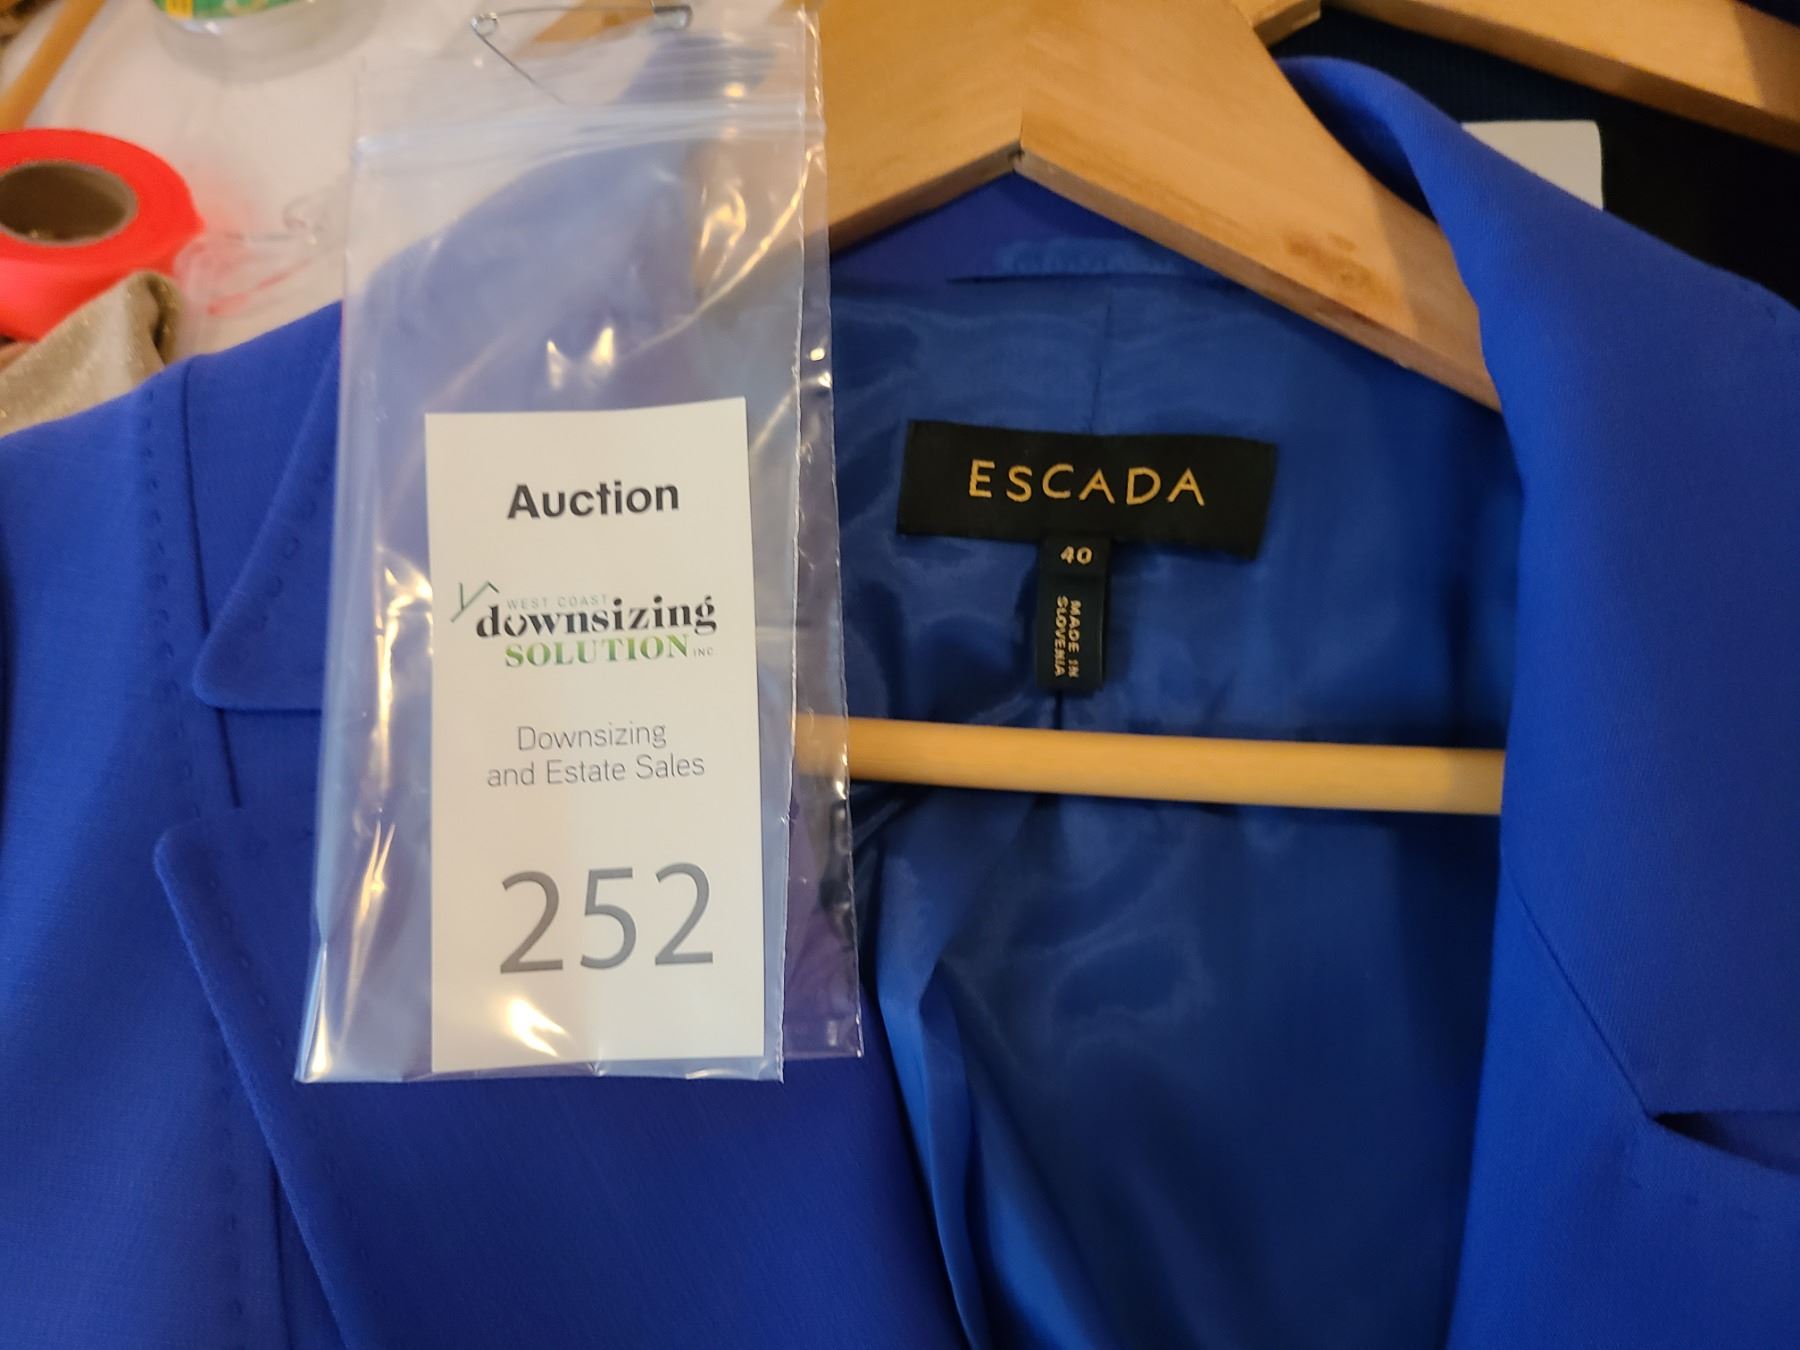 Auction
WEST COAST
downsizing
SOLUTION INC
Downsizing
and Estate Sales
252
ESCADA
40
MADE IN
SLOVENIA